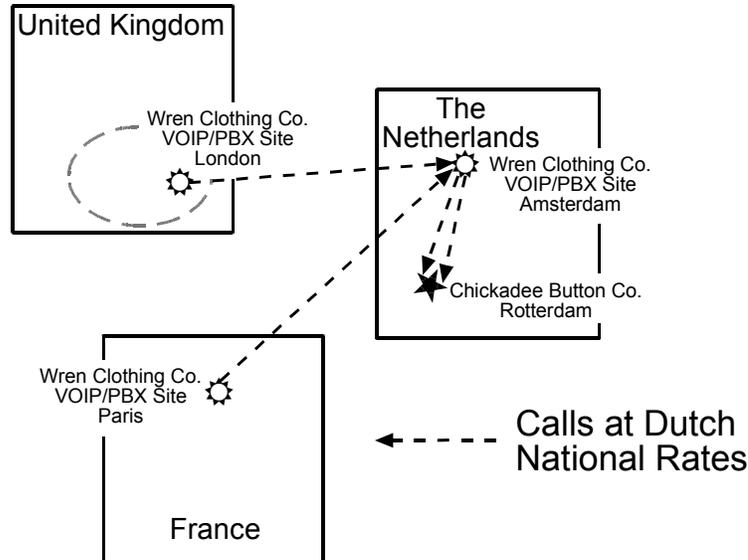 United Kingdom
Wren Clothing Co.
VOIP/PBX Site
London
The
Netherlands
Wren Clothing Co.
VOIP/PBX Site
Amsterdam
Chickadee Button Co.
Rotterdam
Wren Clothing Co.
VOIP/PBX Site
Paris
France
Calls at Dutch
National Rates